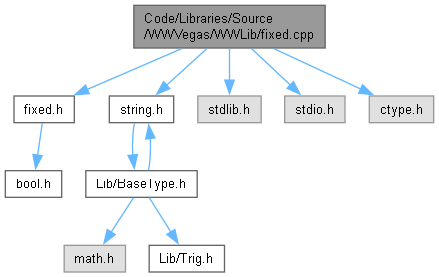 Code/Libraries/Source
/WWVegas/WWLib/fixed.cpp
fixed.h
string.h
stdlib.h
stdio.h
ctype.h
bool.h
Lib/BaseType.h
math.h
Lib/Trig.h